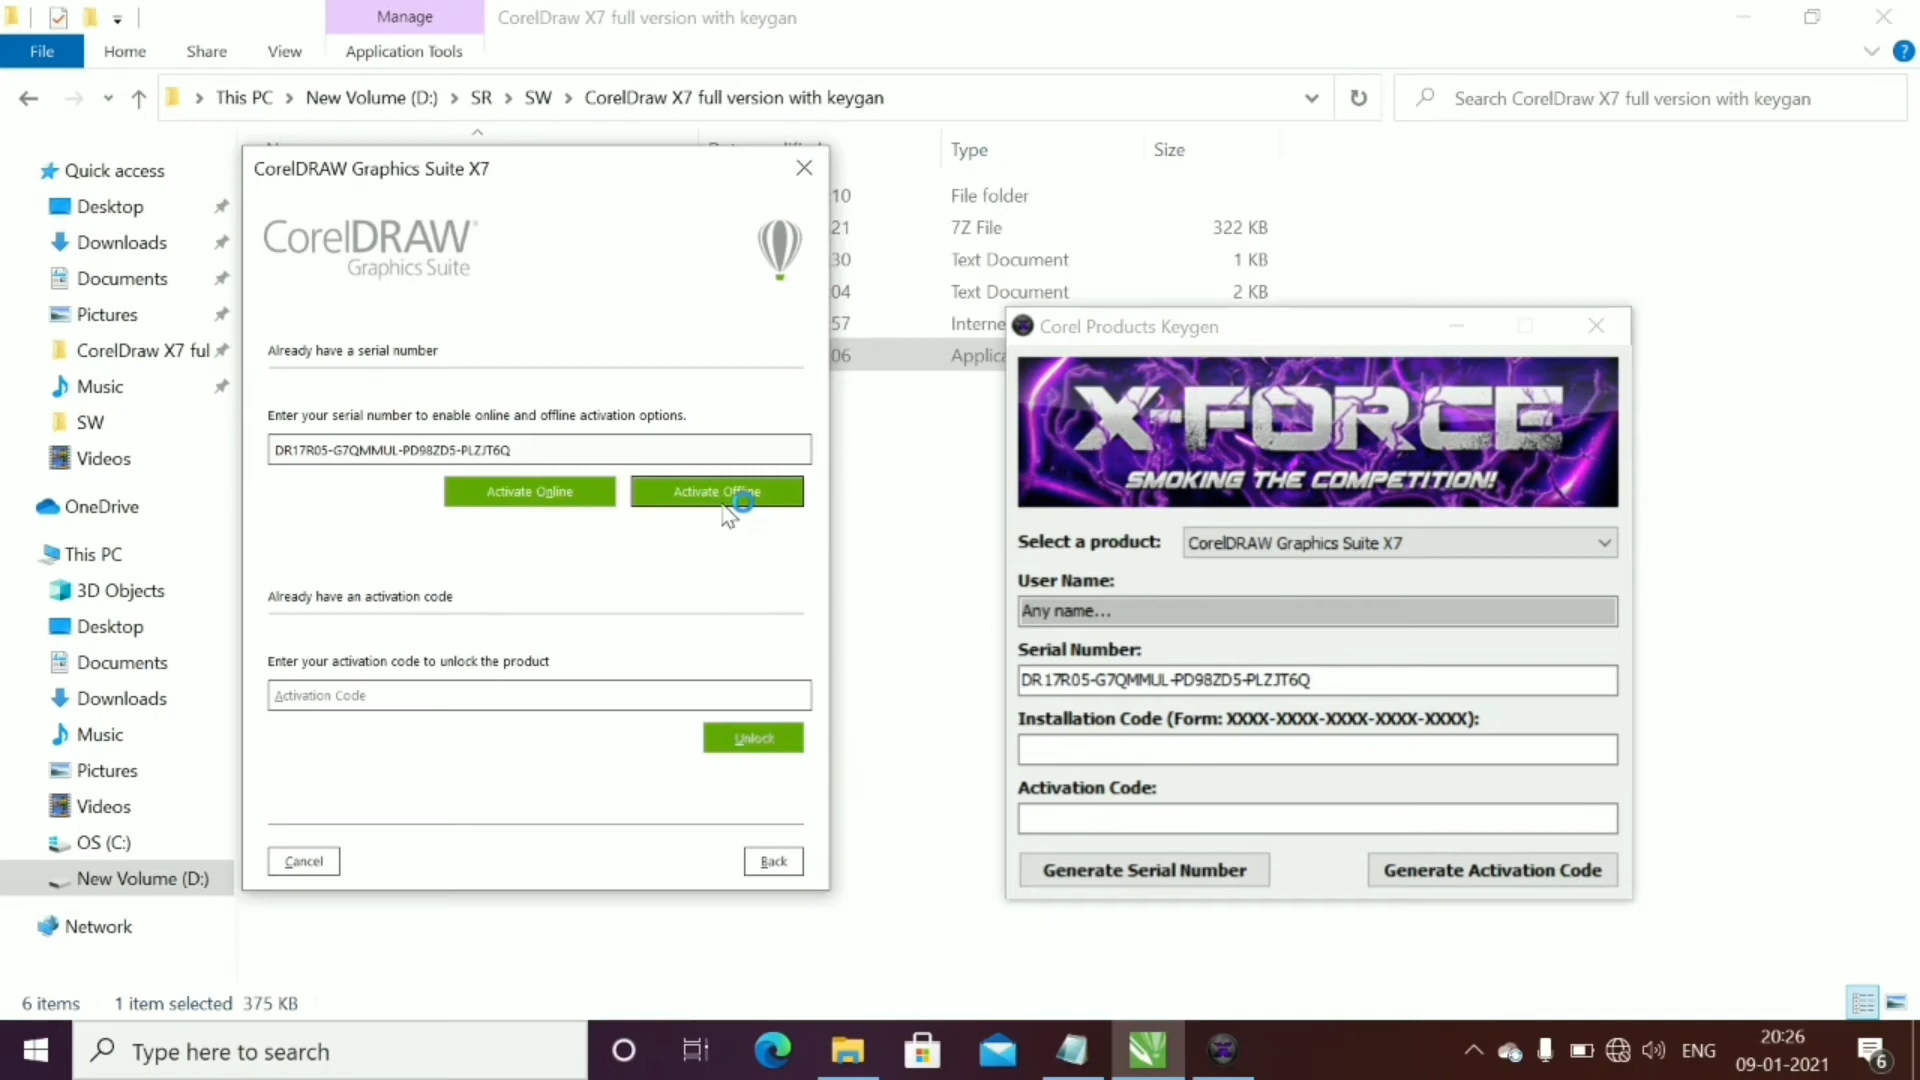 Manage
CorelDraw X7 full version with keygan
File
Home
Share
View
Application Tools
This PC
New Volume (D:)
SR
SW
CorelDraw X7 full version with keygan
Search CorelDraw X7 full version with keygan
Type
Size
Quick access
Desktop
Downloads
Documents
Pictures
CorelDraw X7 ful
Music
SW
Videos
OneDrive
This PC
3D Objects
Desktop
Documents
Downloads
Music
Pictures
Videos
OS (C:)
New Volume (D:)
Network
10
File folder
21
7Z File
322 KB
30
Text Document
1 KB
04
Text Document
2 KB
57
Interne
06
Applica
CorelDRAW Graphics Suite X7
CorelDRAW
Graphics Suite
Already have a serial number
Enter your serial number to enable online and offline activation options.
DR17R05-G7QMMUL-PD98ZD5-PLZJT6Q
Activate Online
Activate Offline
Already have an activation code
Enter your activation code to unlock the product
Activation Code
Unlock
Cancel
Back
Corel Products Keygen
X-FORCE
SMOKING THE COMPETITION!
Select a product:
CorelDRAW Graphics Suite X7
User Name:
Any name...
Serial Number:
DR17R05-G7QMMUL-PD98ZD5-PLZJT6Q
Installation Code (Form: XXXX-XXXX-XXXX-XXXX-XXXX):
Activation Code:
Generate Serial Number
Generate Activation Code
6 items
1 item selected
375 KB
Type here to search
ENG
20:26
09-01-2021
6